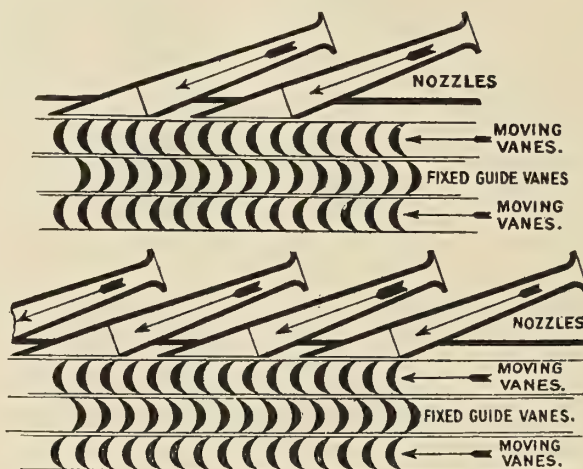 NOZZLES
MOVING
VANES.
FIXED GUIDE VANES
MOVING
VANES.
NOZZLES
MOVING
VANES.
FIXED GUIDE VANES.
MOVING
VANES.